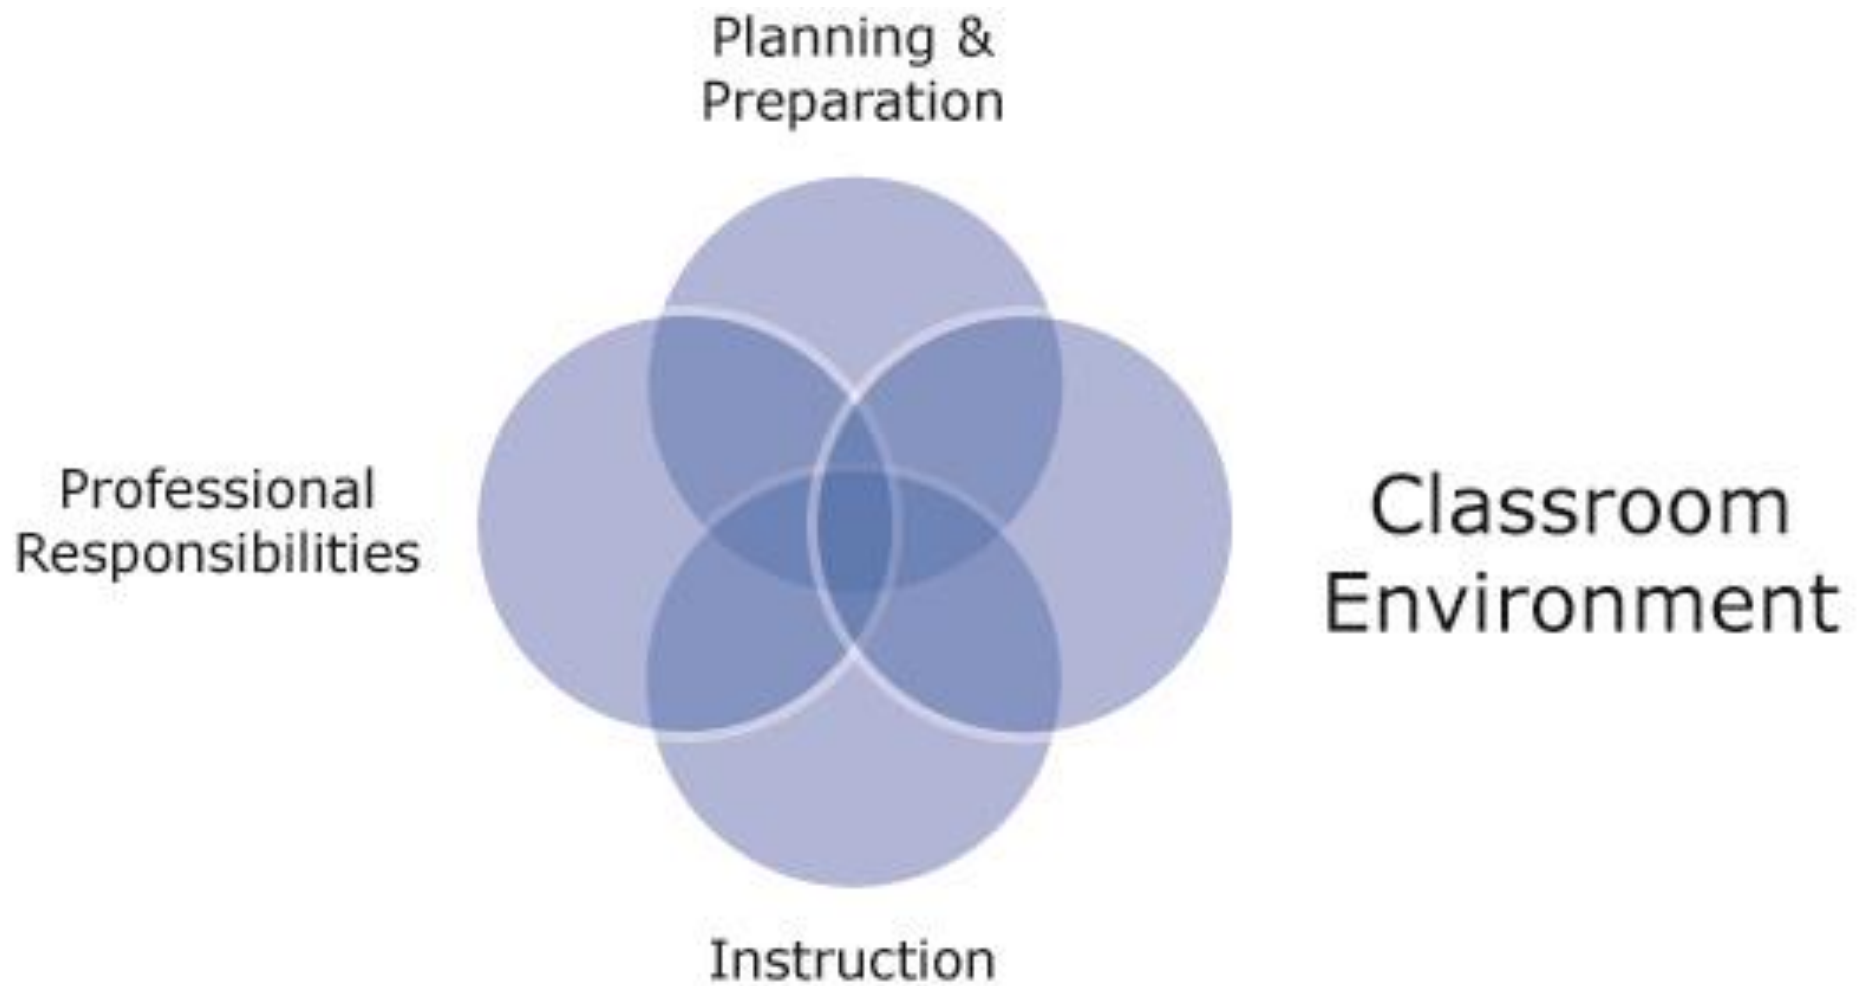 Planning &
Preparation
Professional
Responsibilities
Classroom
Environment
Instruction